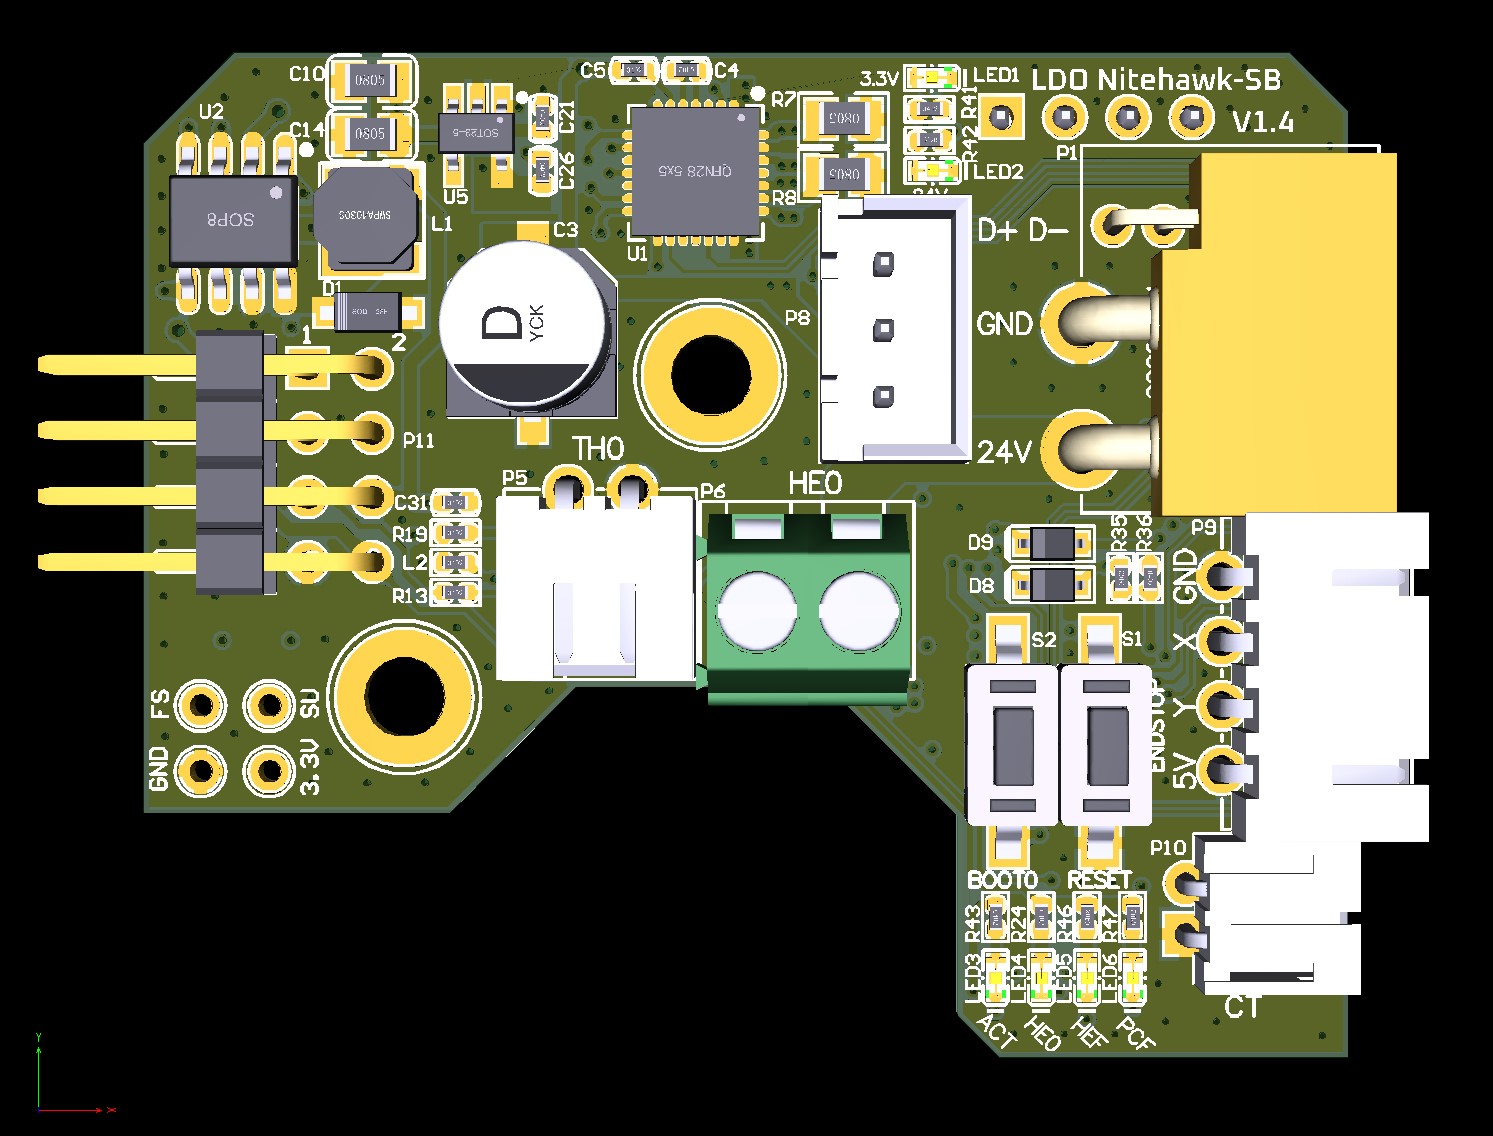 LDO Nitehawk-SB
V1.4
C10
C5
C4
3.3V
LED1
R41
U2
C14
C21
R7
R42
P1
LED2
24V
C26
U5
R8
0805
0805
SOT23-5
QFN28 5x5
0805
0805
SOP8
SWPA1030S
L1
C3
U1
D+ D-
D1
D
YCK
P8
GND
1
2
P11
24V
TH0
HE0
P5
P6
C31
R19
L2
R13
D9
D8
R35
R36
P9
GND
X
Y
5V
S2
S1
ENDSTOP
FS
SU
GND
3.3V
P10
BOOT0
RESET
R43
R24
R46
R47
LED3
LED4
LED5
LED6
ACT
HE0
HEF
PCF
CT
Y
X